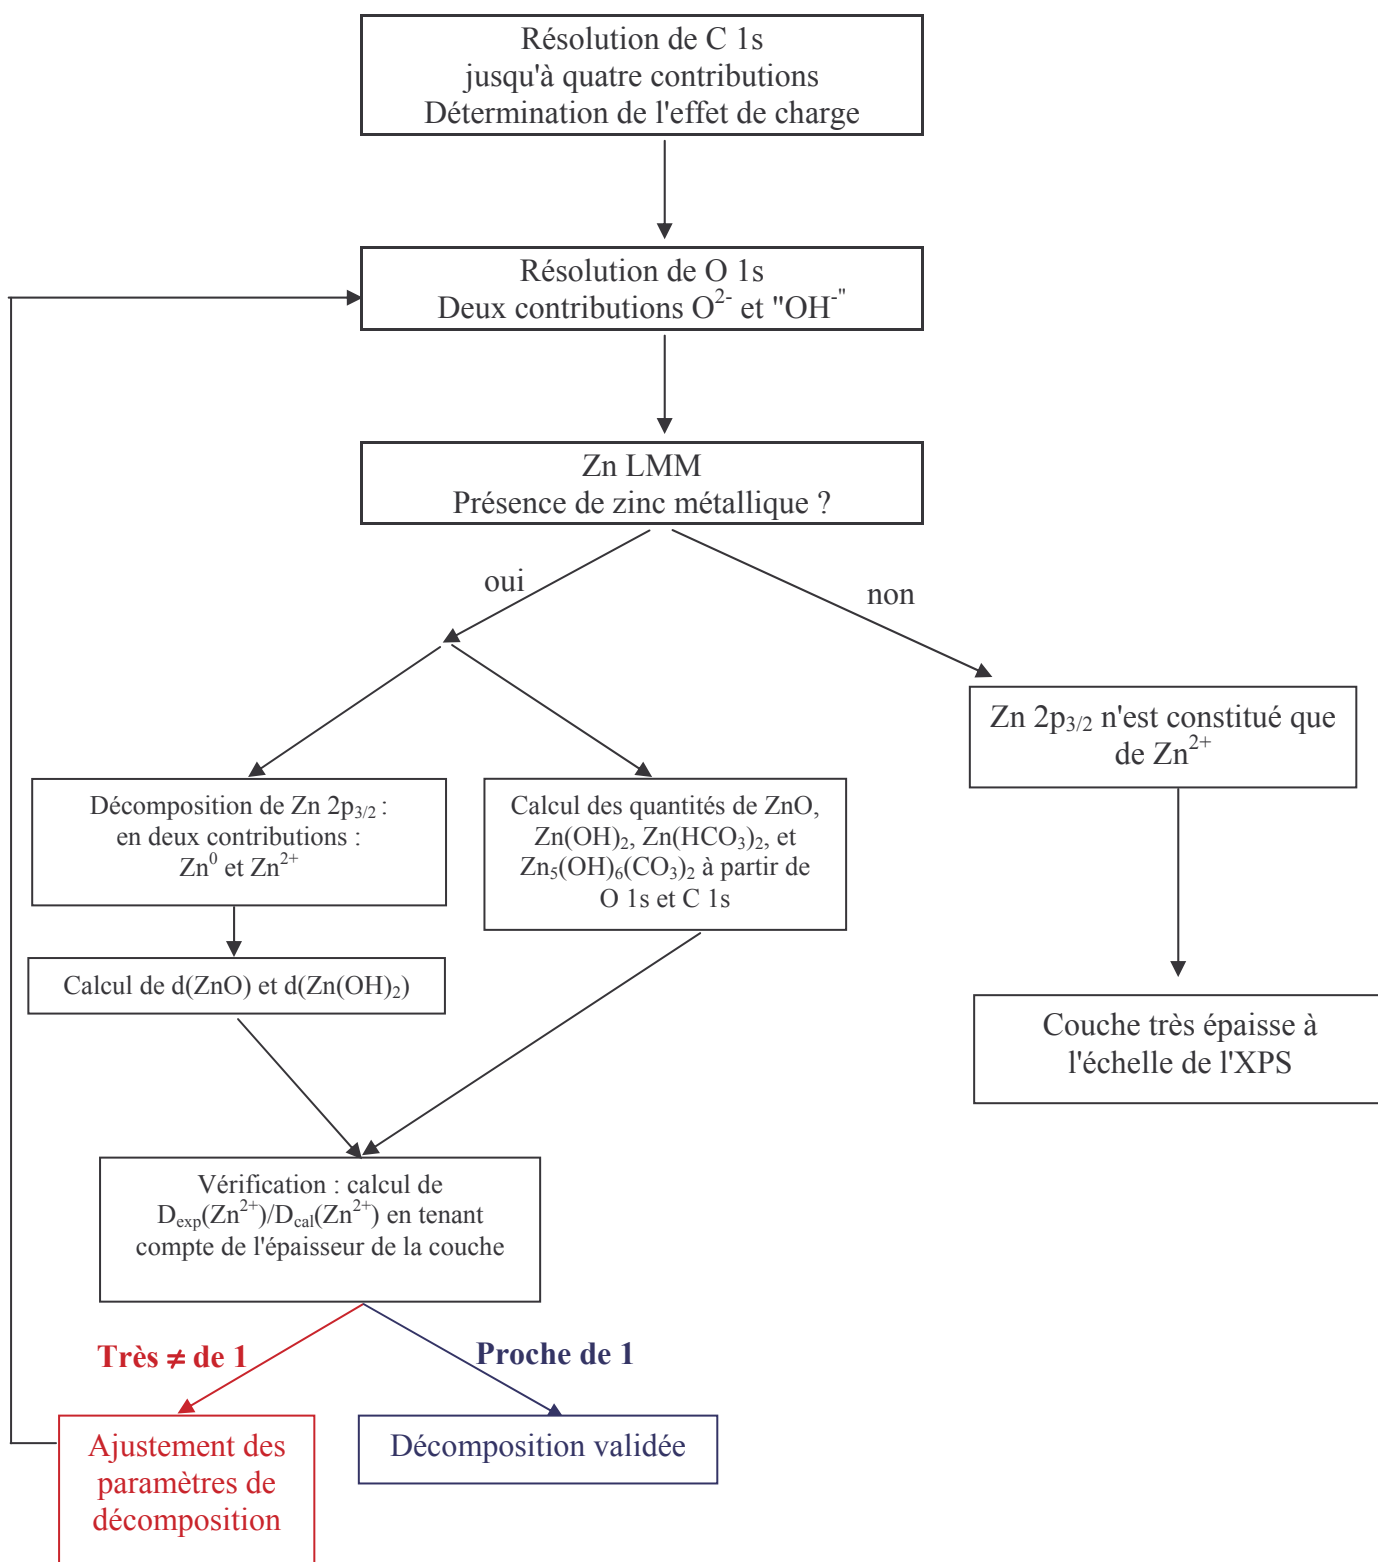 Résolution de C 1s
jusqu'à quatre contributions
Détermination de l'effet de charge
Résolution de O 1s
Deux contributions O²⁻ et "OH⁻"
Zn LMM
Présence de zinc métallique ?
oui
non
Zn 2p₃/₂ n'est constitué que
de Zn²⁺
Décomposition de Zn 2p₃/₂ :
en deux contributions :
Zn⁰ et Zn²⁺
Calcul des quantités de ZnO,
Zn(OH)₂, Zn(HCO₃)₂, et
Zn₅(OH)₆(CO₃)₂ à partir de
O 1s et C 1s
Calcul de d(ZnO) et d(Zn(OH)₂)
Couche très épaisse à
l'échelle de l'XPS
Vérification : calcul de
Dexp(Zn²⁺)/Dcal(Zn²⁺) en tenant
compte de l'épaisseur de la couche
Très ≠ de 1
Proche de 1
Ajustement des
paramètres de
décomposition
Décomposition validée